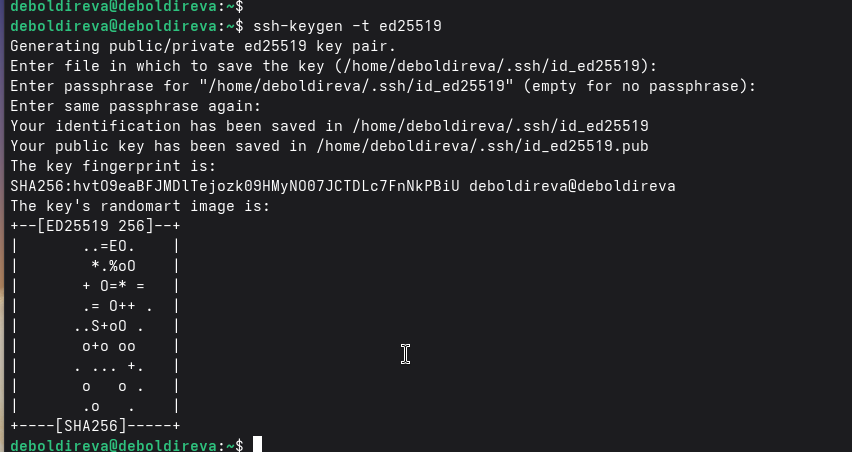 deboldireva@deboldireva:~$
deboldireva@deboldireva:~$ ssh-keygen -t ed25519
Generating public/private ed25519 key pair.
Enter file in which to save the key (/home/deboldireva/.ssh/id_ed25519):
Enter passphrase for "/home/deboldireva/.ssh/id_ed25519" (empty for no passphrase):
Enter same passphrase again:
Your identification has been saved in /home/deboldireva/.ssh/id_ed25519
Your public key has been saved in /home/deboldireva/.ssh/id_ed25519.pub
The key fingerprint is:
SHA256:hvtO9eaBFJMDlTejozk09HMyNO07JCTDLc7FnNkPBiU deboldireva@deboldireva
The key's randomart image is:
+--[ED25519 256]--+
|       ..=EO.    |
|        *.%oO    |
|       + O=* =   |
|       .= O++ .  |
|      ..S+oO .   |
|       o+o oo    |
|      . ... +.   |
|       o   o .   |
|       .o   .    |
+----[SHA256]-----+
deboldireva@deboldireva:~$